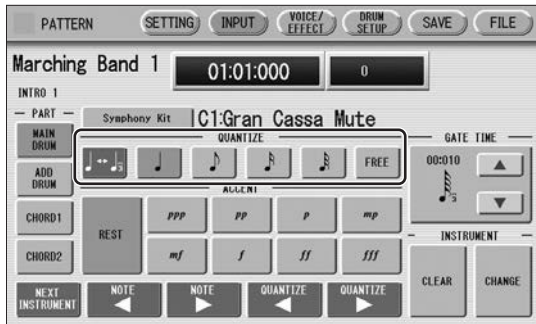 PATTERN SETTING INPUT VOICE/ EFFECT DRUM SETUP SAVE FILE
Marching Band 1 01:01:000 0
INTRO 1
PART Symphony Kit C1:Gran Cassa Mute
MAIN DRUM
QUANTIZE
GATE TIME
3 FREE
00:010
3
ADD DRUM
ACCENT
CHORD1
REST ppp pp p mp
INSTRUMENT
CHORD2
mf f ff fff
CLEAR CHANGE
NEXT INSTRUMENT NOTE NOTE QUANTIZE QUANTIZE